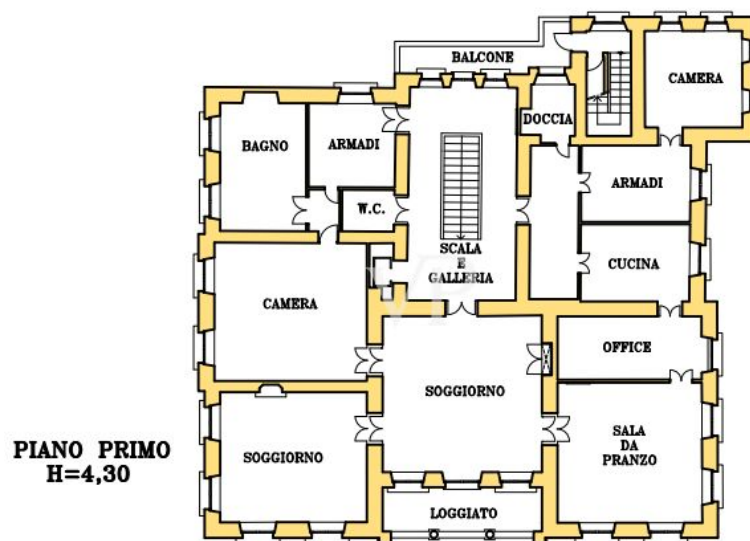 BALCONE
CAMERA
DOCCIA
BAGNO
ARMADI
ARMADI
W.C.
SCALA
E
GALLERIA
CUCINA
CAMERA
OFFICE
SOGGIORNO
SALA
DA
PRANZO
SOGGIORNO
PIANO PRIMO
H=4,30
LOGGIATO